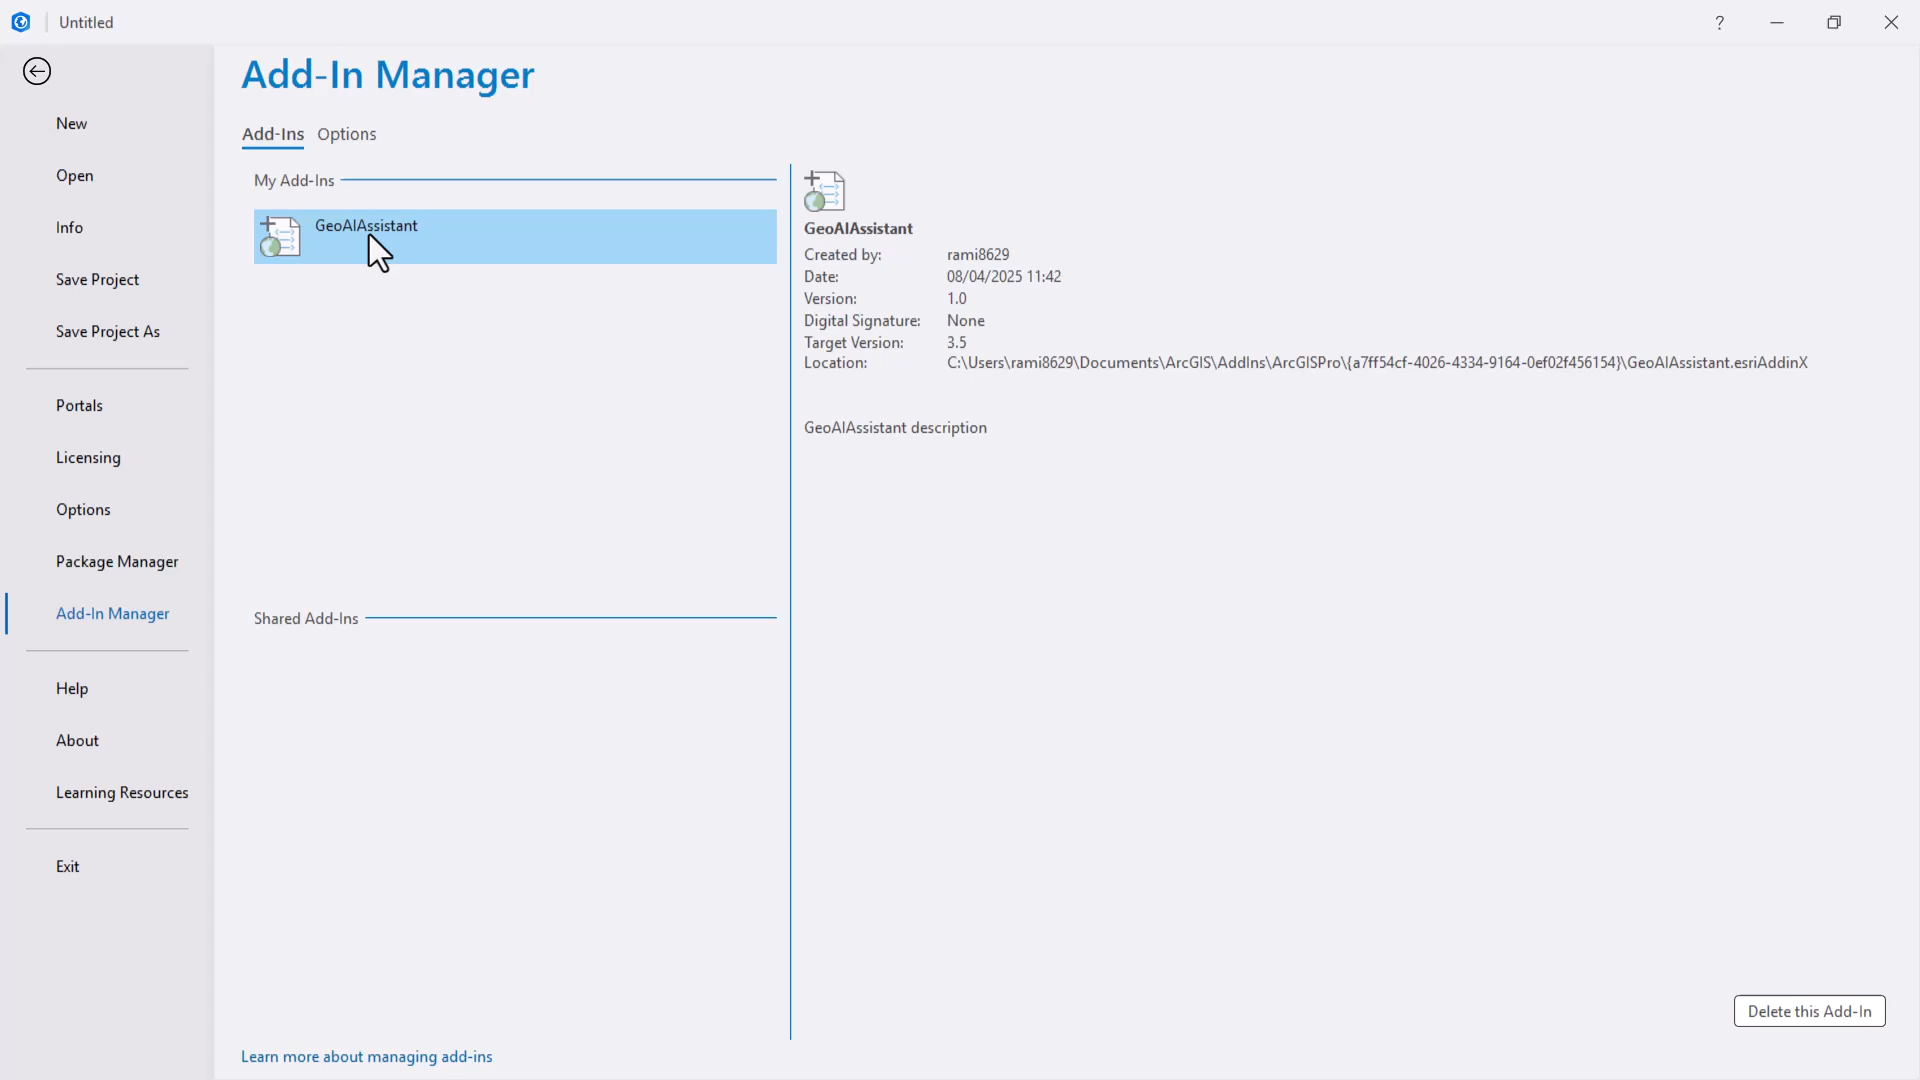 Untitled
?
Add-In Manager
New
Open
Info
Save Project
Save Project As
Portals
Licensing
Options
Package Manager
Add-In Manager
Help
About
Learning Resources
Exit
Add-Ins Options
My Add-Ins
GeoAIAssistant
Shared Add-Ins
Learn more about managing add-ins
GeoAIAssistant
Created by: rami8629
Date: 08/04/2025 11:42
Version: 1.0
Digital Signature: None
Target Version: 3.5
Location: C:\Users\rami8629\Documents\ArcGIS\AddIns\ArcGISPro\{a7ff54cf-4026-4334-9164-0ef02f456154}\GeoAIAssistant.esriAddinX
GeoAIAssistant description
Delete this Add-In